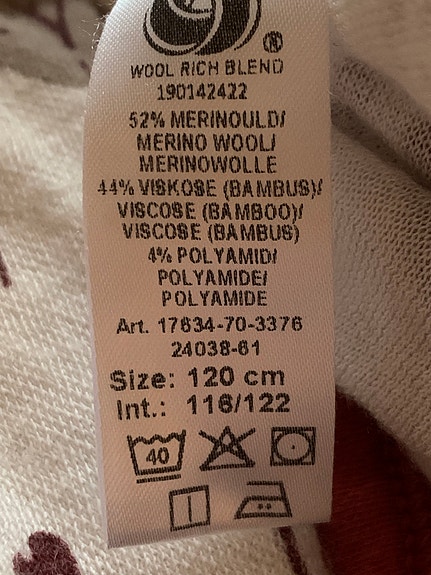 ®
WOOL RICH BLEND
190142422
52% MERINOULD/
MERINO WOOL/
MERINOWOLLE
44% VISKOSE (BAMBUS)/
VISCOSE (BAMBOO)/
VISCOSE (BAMBUS)
4% POLYAMID/
POLYAMIDE/
POLYAMIDE
Art. 17634-70-3376
24038-61
Size: 120 cm
Int.: 116/122
40